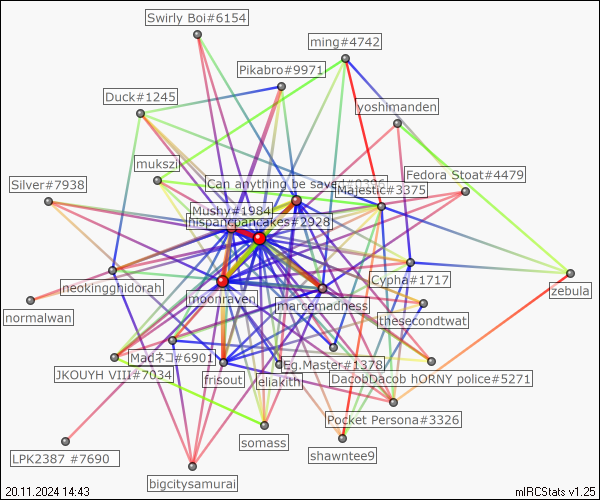 Swirly Boi#6154
ming#4742
Pikabro#9971
Duck#1245
yoshimanden
mukszi
Fedora Stoat#4479
Silver#7938
Can anything be saved
Majestic#3375
Mushy#1984
hispancpancakes#2928
neokingghidorah
moonraven
Cypha#1717
zebula
marcemadness
normalwan
thesecondtwat
Madネコ#6901
Eg.Master#1378
JKOUYH VIII#7034
frisout
eliakith
DacobDacob hORNY police#5271
Pocket Persona#3326
somass
shawntee9
LPK2387 #7690
bigcitysamurai
20.11.2024 14:43
mIRCStats v1.25